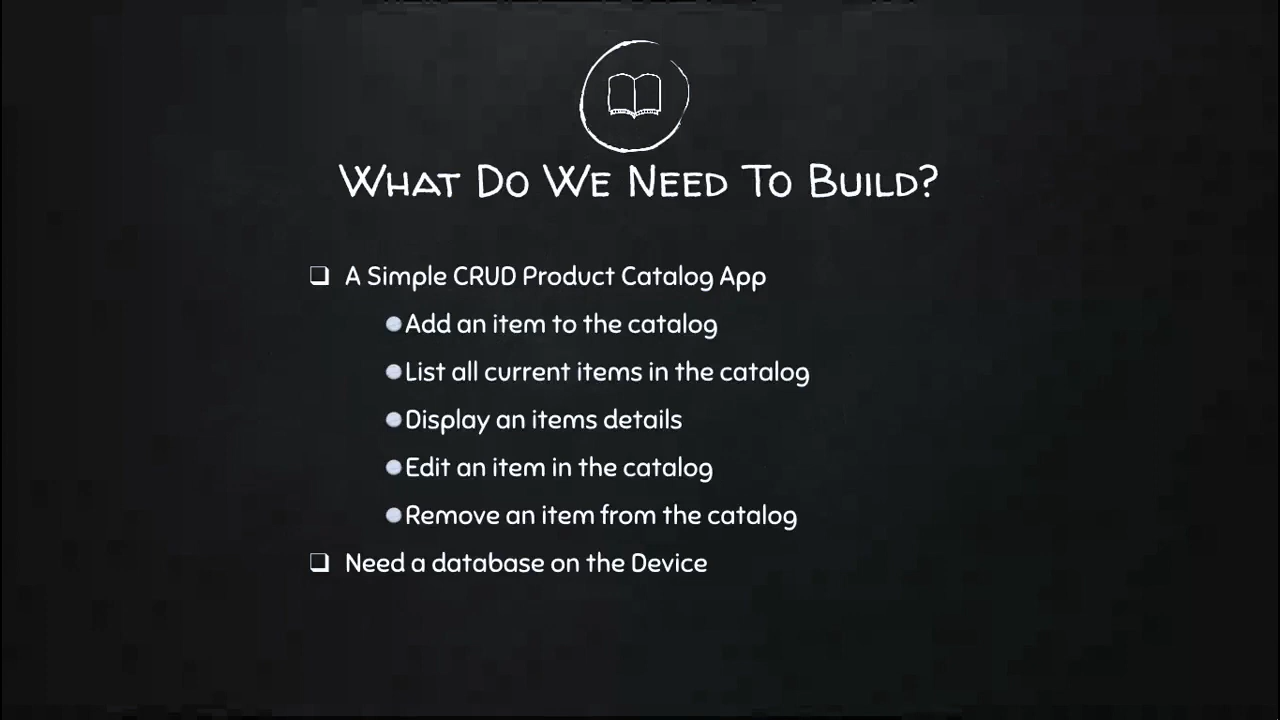 What Do We Need To Build?
❑ A Simple CRUD Product Catalog App
●Add an item to the catalog
●List all current items in the catalog
●Display an items details
●Edit an item in the catalog
●Remove an item from the catalog
❑ Need a database on the Device